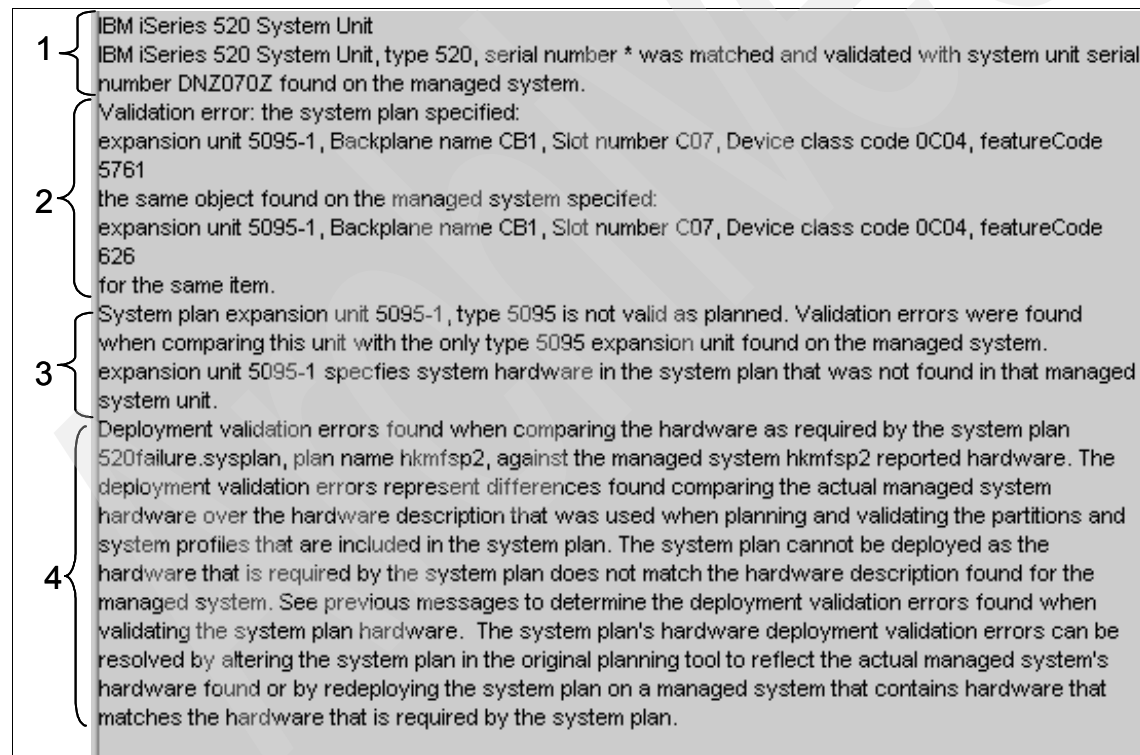 IBM iSeries 520 System Unit
1 IBM iSeries 520 System Unit, type 520, serial number * was matched and validated with system unit serial
number DNZ070Z found on the managed system.
Validation error: the system plan specified:
expansion unit 5095-1, Backplane name CB1, Slot number C07, Device class code 0C04, featureCode
5761
2 the same object found on the managed system specifed:
expansion unit 5095-1, Backplane name CB1, Slot number C07, Device class code 0C04, featureCode
626
for the same item.
System plan expansion unit 5095-1, type 5095 is not valid as planned. Validation errors were found
when comparing this unit with the only type 5095 expansion unit found on the managed system.
3 expansion unit 5095-1 specfies system hardware in the system plan that was not found in that managed
system unit.
Deployment validation errors found when comparing the hardware as required by the system plan
520failure.sysplan, plan name hkmfsp2, against the managed system hkmfsp2 reported hardware. The
deployment validation errors represent differences found comparing the actual managed system
hardware over the hardware description that was used when planning and validating the partitions and
system profiles that are included in the system plan. The system plan cannot be deployed as the
4 hardware that is required by the system plan does not match the hardware description found for the
managed system. See previous messages to determine the deployment validation errors found when
validating the system plan hardware.  The system plan's hardware deployment validation errors can be
resolved by altering the system plan in the original planning tool to reflect the actual managed system's
hardware found or by redeploying the system plan on a managed system that contains hardware that
matches the hardware that is required by the system plan.